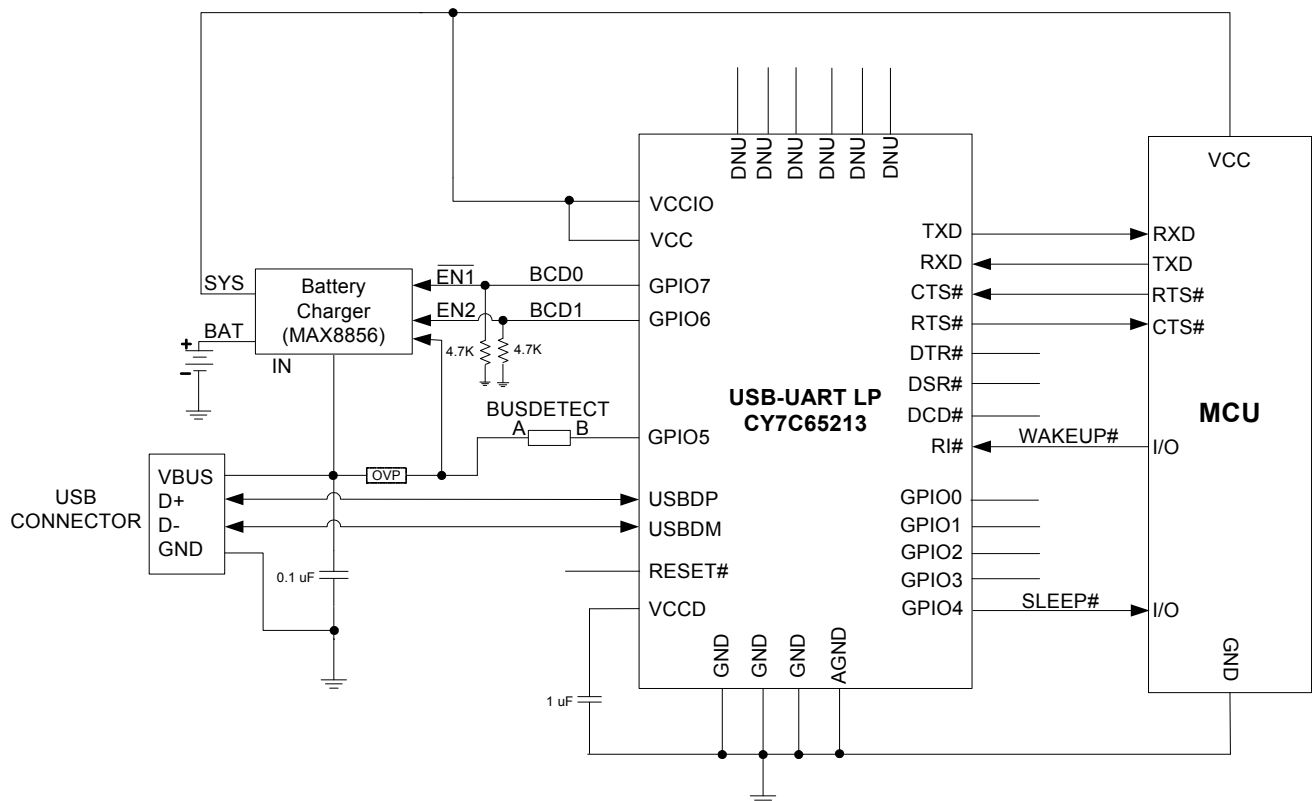 DNU
DNU
DNU
DNU
DNU
DNU
VCC
VCCIO
VCC
TXD
RXD
RXD
TXD
SYS
Battery
Charger
(MAX8856)
EN1
BCD0
GPIO7
CTS#
RTS#
EN2
BCD1
GPIO6
RTS#
CTS#
BAT
+
-
IN
4.7K
4.7K
DTR#
DSR#
DCD#
USB-UART LP
CY7C65213
MCU
BUSDETECT
A
B
GPIO5
RI#
WAKEUP#
I/O
USB
CONNECTOR
VBUS
D+
D-
GND
OVP
USBDP
USBDM
GPIO0
GPIO1
GPIO2
GPIO3
GPIO4
SLEEP#
I/O
0.1 uF
RESET#
VCCD
GND
GND
GND
AGND
GND
1 uF